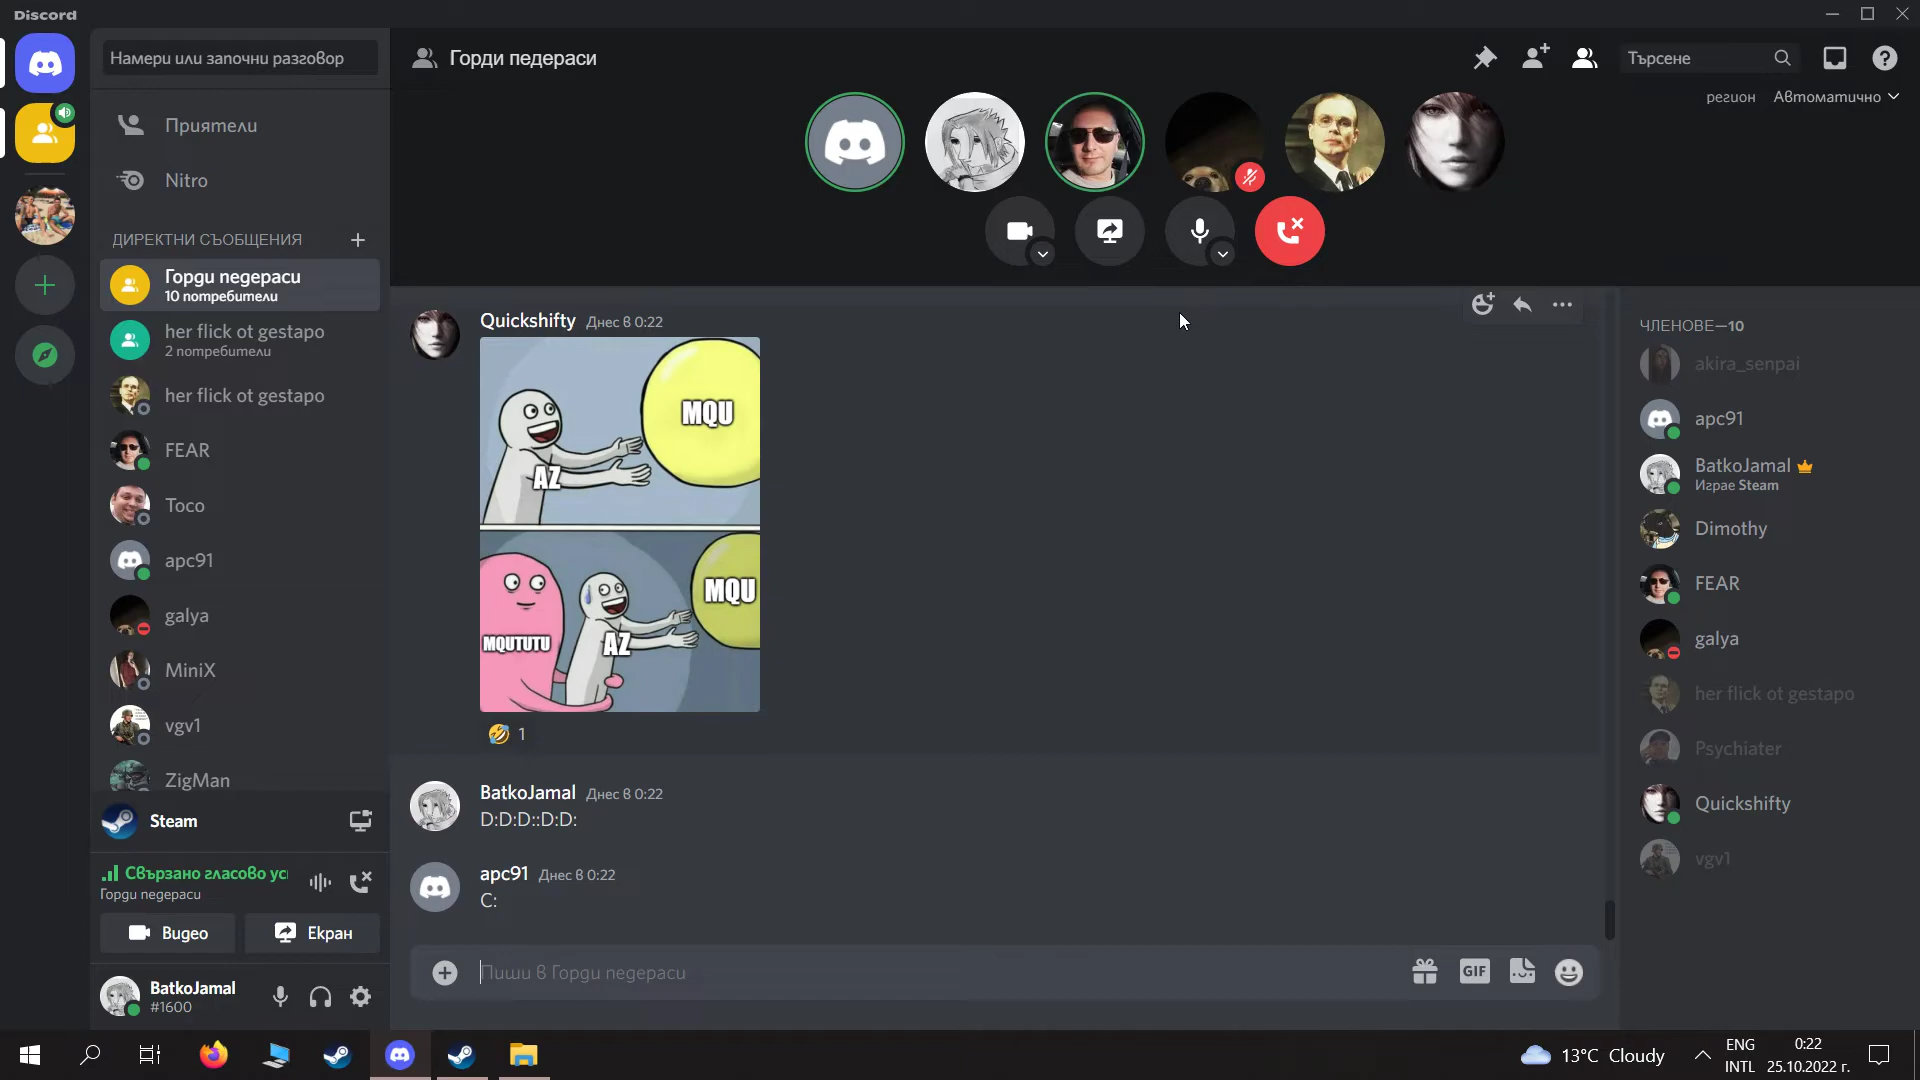 Discord
Намери или започни разговор
Приятели
Nitro
ДИРЕКТНИ СЪОБЩЕНИЯ
Горди педераси
10 потребители
her flick ot gestapo
2 потребители
her flick ot gestapo
FEAR
Тосо
apc91
galya
MiniX
vgv1
ZigMan
Steam
Свързано гласово ус
Горди педераси
Видео
Екран
BatkoJamal
#1600
Горди педераси
Търсене
регион Автоматично
Quickshifty Днес в 0:22
MQU
AZ
MQU
MQUTUTU
AZ
1
BatkoJamal Днес в 0:22
D:D:D::D:D:
apc91 Днес в 0:22
C:
Пиши в Горди педераси
GIF
ЧЛЕНОВЕ—10
akira_senpai
apc91
BatkoJamal
Играе Steam
Dimothy
FEAR
galya
her flick ot gestapo
Psychiater
Quickshifty
vgv1
13°C Cloudy
ENG
INTL
0:22
25.10.2022 г.